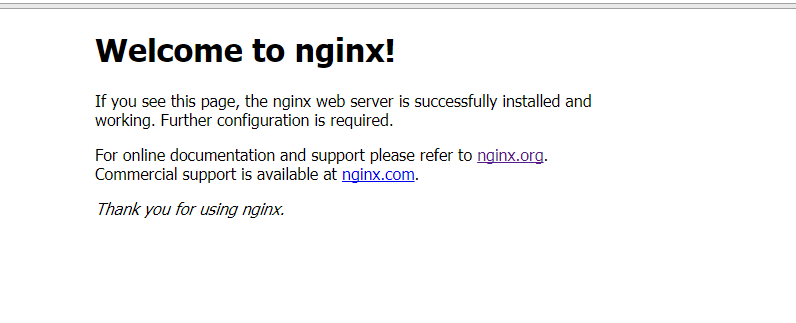 Welcome to nginx!
If you see this page, the nginx web server is successfully installed and
working. Further configuration is required.
For online documentation and support please refer to nginx.org.
Commercial support is available at nginx.com.
Thank you for using nginx.